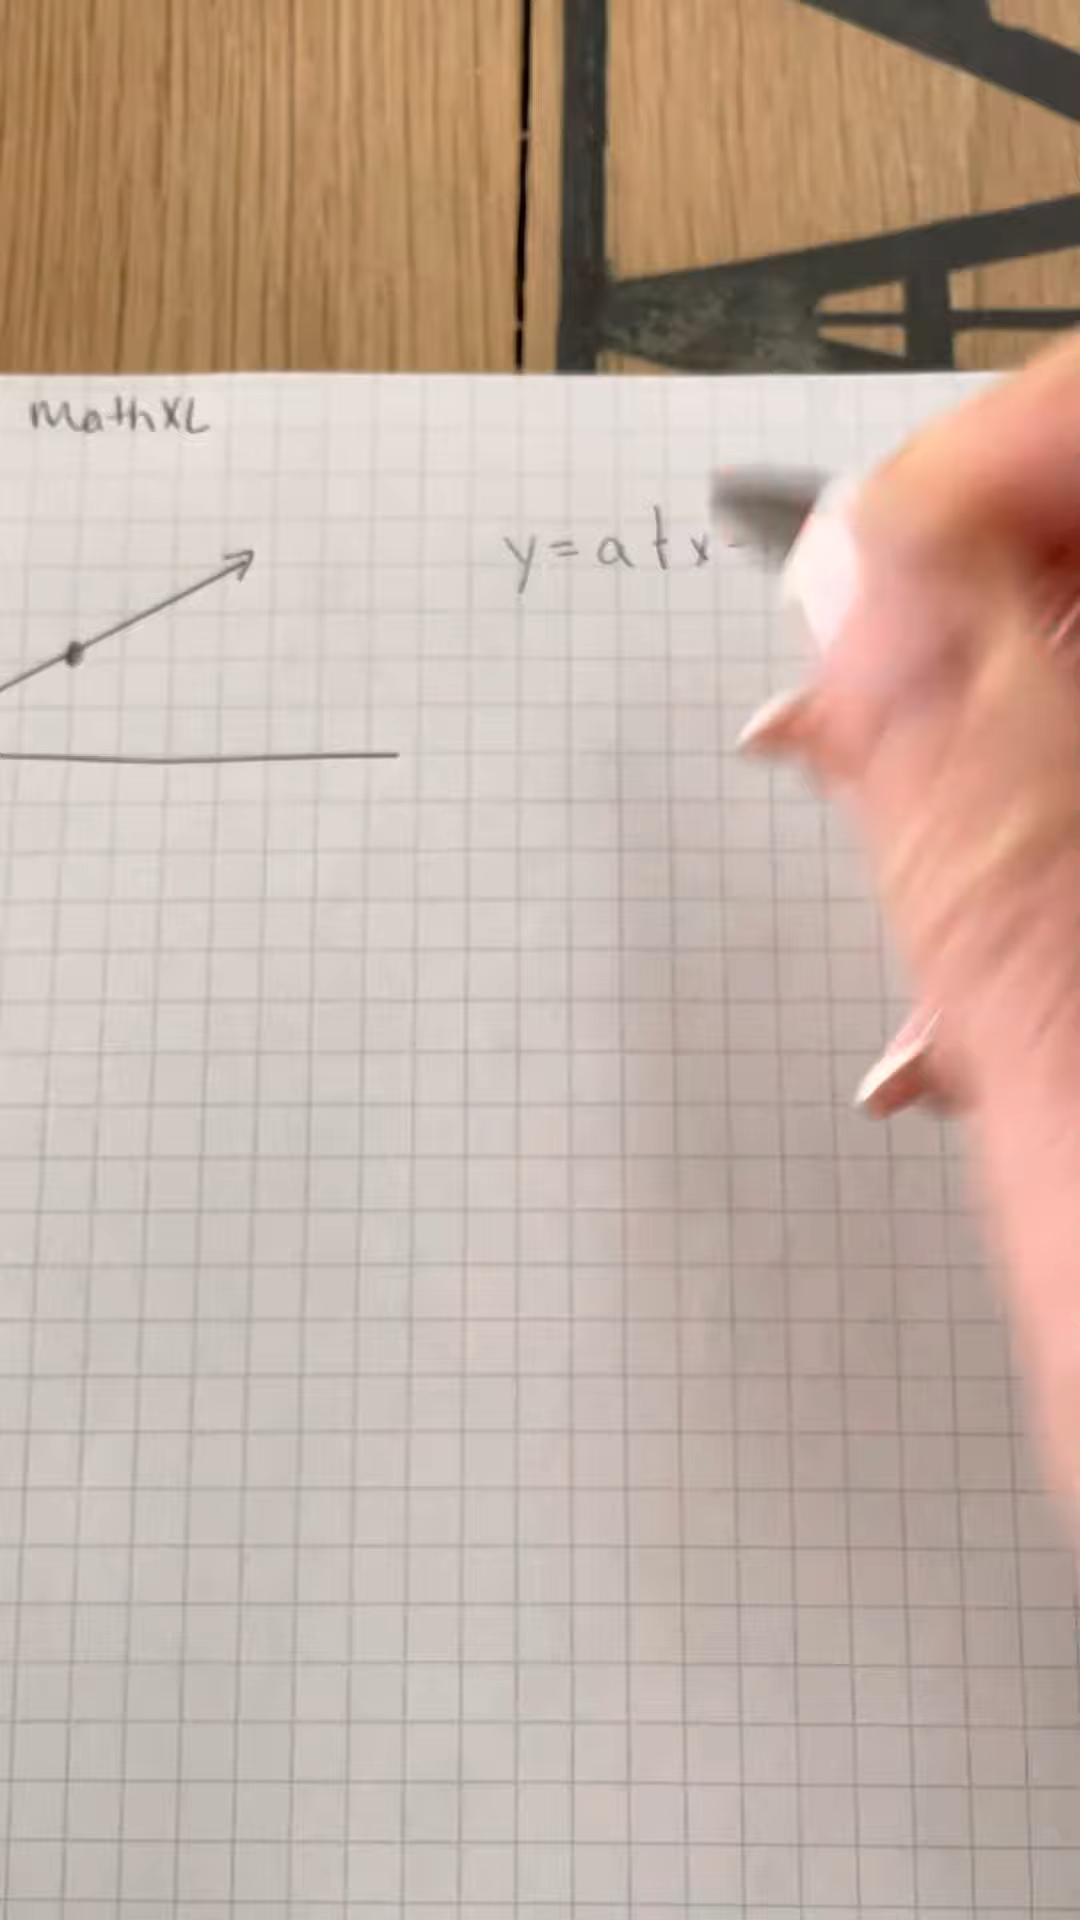 MathXL
y = a t x -